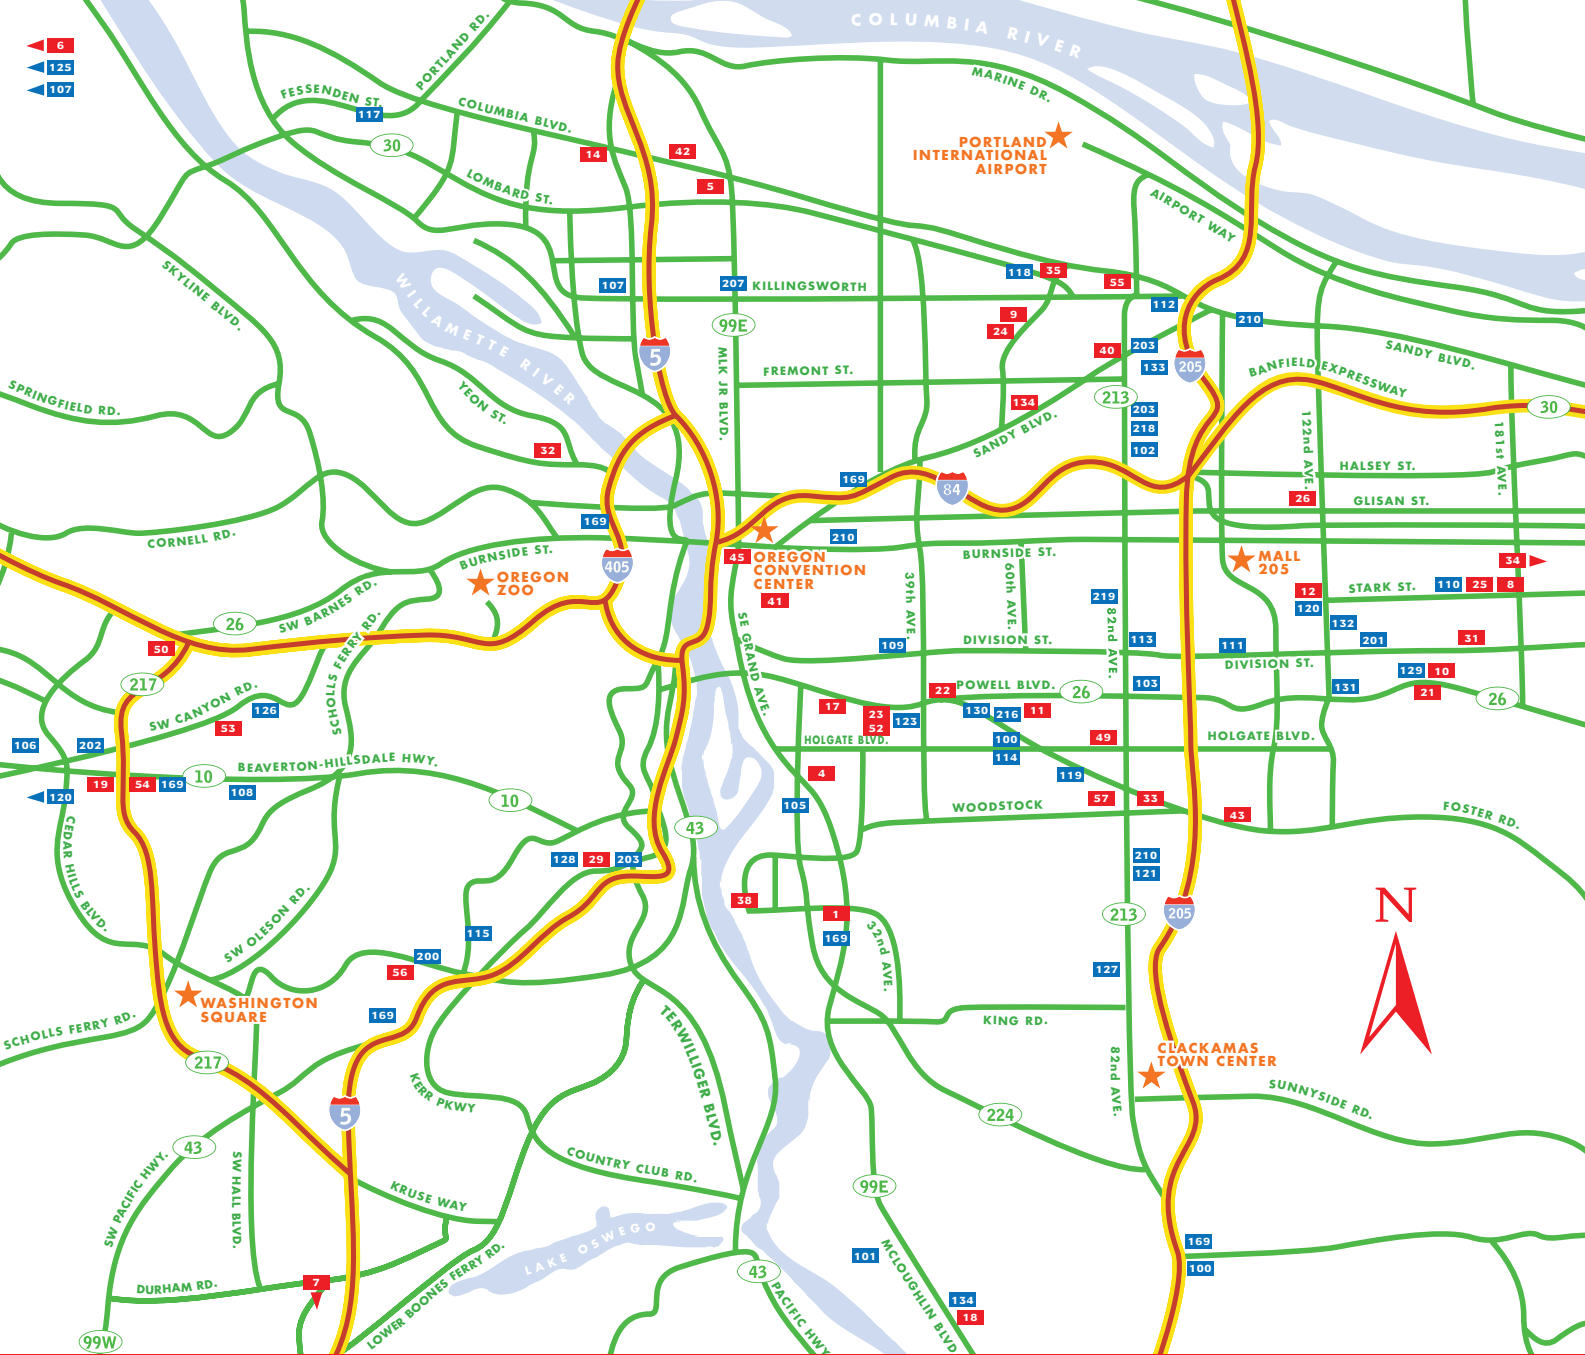 COLUMBIA RIVER
6
125
107
PORTLAND RD.
FESSENDEN ST.
117
COLUMBIA BLVD.
MARINE DR.
30
14
42
5
PORTLAND
INTERNATIONAL
AIRPORT
LOMBARD ST.
AIRPORT WAY
SKYLINE BLVD.
WILLAMETTE RIVER
107
207
KILLINGSWORTH
118
35
55
112
210
9
24
99E
5
40
203
133
205
SANDY BLVD.
BANFIELD EXPRESSWAY
SPRINGFIELD RD.
YEON ST.
MLK JR BLVD.
FREMONT ST.
134
213
203
218
102
30
SANDY BLVD.
122nd AVE.
181st AVE.
32
169
84
HALSEY ST.
26
GLISAN ST.
CORNELL RD.
169
210
BURNSIDE ST.
405
45
OREGON
CONVENTION
CENTER
BURNSIDE ST.
MALL
205
34
OREGON
ZOO
41
39th AVE.
60th AVE.
219
82nd AVE.
12
120
STARK ST.
110
25
8
SW BARNES RD.
26
132
SE GRAND AVE.
50
SCHOLLS FERRY RD.
109
DIVISION ST.
113
111
201
31
DIVISION ST.
217
129
10
103
131
21
26
SW CANYON RD.
126
53
22
POWELL BLVD.
26
17
23
52
123
130
216
11
106
202
HOLGATE BLVD.
100
114
49
HOLGATE BLVD.
19
54
169
10
BEAVERTON-HILLSDALE HWY.
108
120
4
119
10
105
WOODSTOCK
57
33
43
FOSTER RD.
43
CEDAR HILLS BLVD.
128
29
203
210
121
SW OLESON RD.
38
1
169
32nd AVE.
213
205
N
115
200
56
127
WASHINGTON
SQUARE
169
SCHOLLS FERRY RD.
KING RD.
TERWILLIGER BLVD.
217
CLACKAMAS
TOWN CENTER
82nd AVE.
SUNNYSIDE RD.
KERR PKWY
5
224
43
SW PACIFIC HWY.
SW HALL BLVD.
COUNTRY CLUB RD.
KRUSE WAY
99E
LAKE OSWEGO
101
169
100
MCLOUGHLIN BLVD
43
PACIFIC HWY
DURHAM RD.
7
LOWER BOONES FERRY RD.
134
18
99W